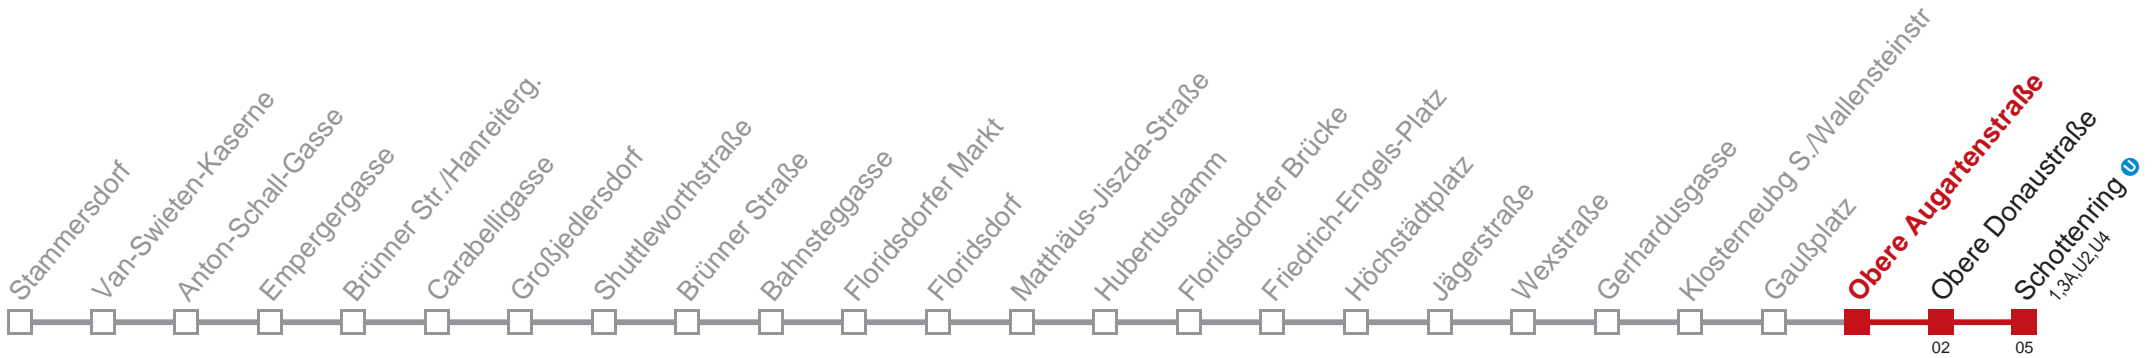 Stammersdorf
Van-Swieten-Kaserne
Anton-Schall-Gasse
Empergergasse
Brünner Str./Hanreiterg.
Carabelligasse
Großjedlersdorf
Shuttleworthstraße
Brünner Straße
Bahnsteggasse
Floridsdorfer Markt
Floridsdorf
Matthäus-Jiszda-Straße
Hubertusdamm
Floridsdorfer Brücke
Friedrich-Engels-Platz
Höchstädtplatz
Jägerstraße
Wexstraße
Gerhardusgasse
Klosterneubg S./Wallensteinstr
Gaußplatz
Obere Augartenstraße
Obere Donaustraße
Schottenring U
1,3A,U2,U4
02
05